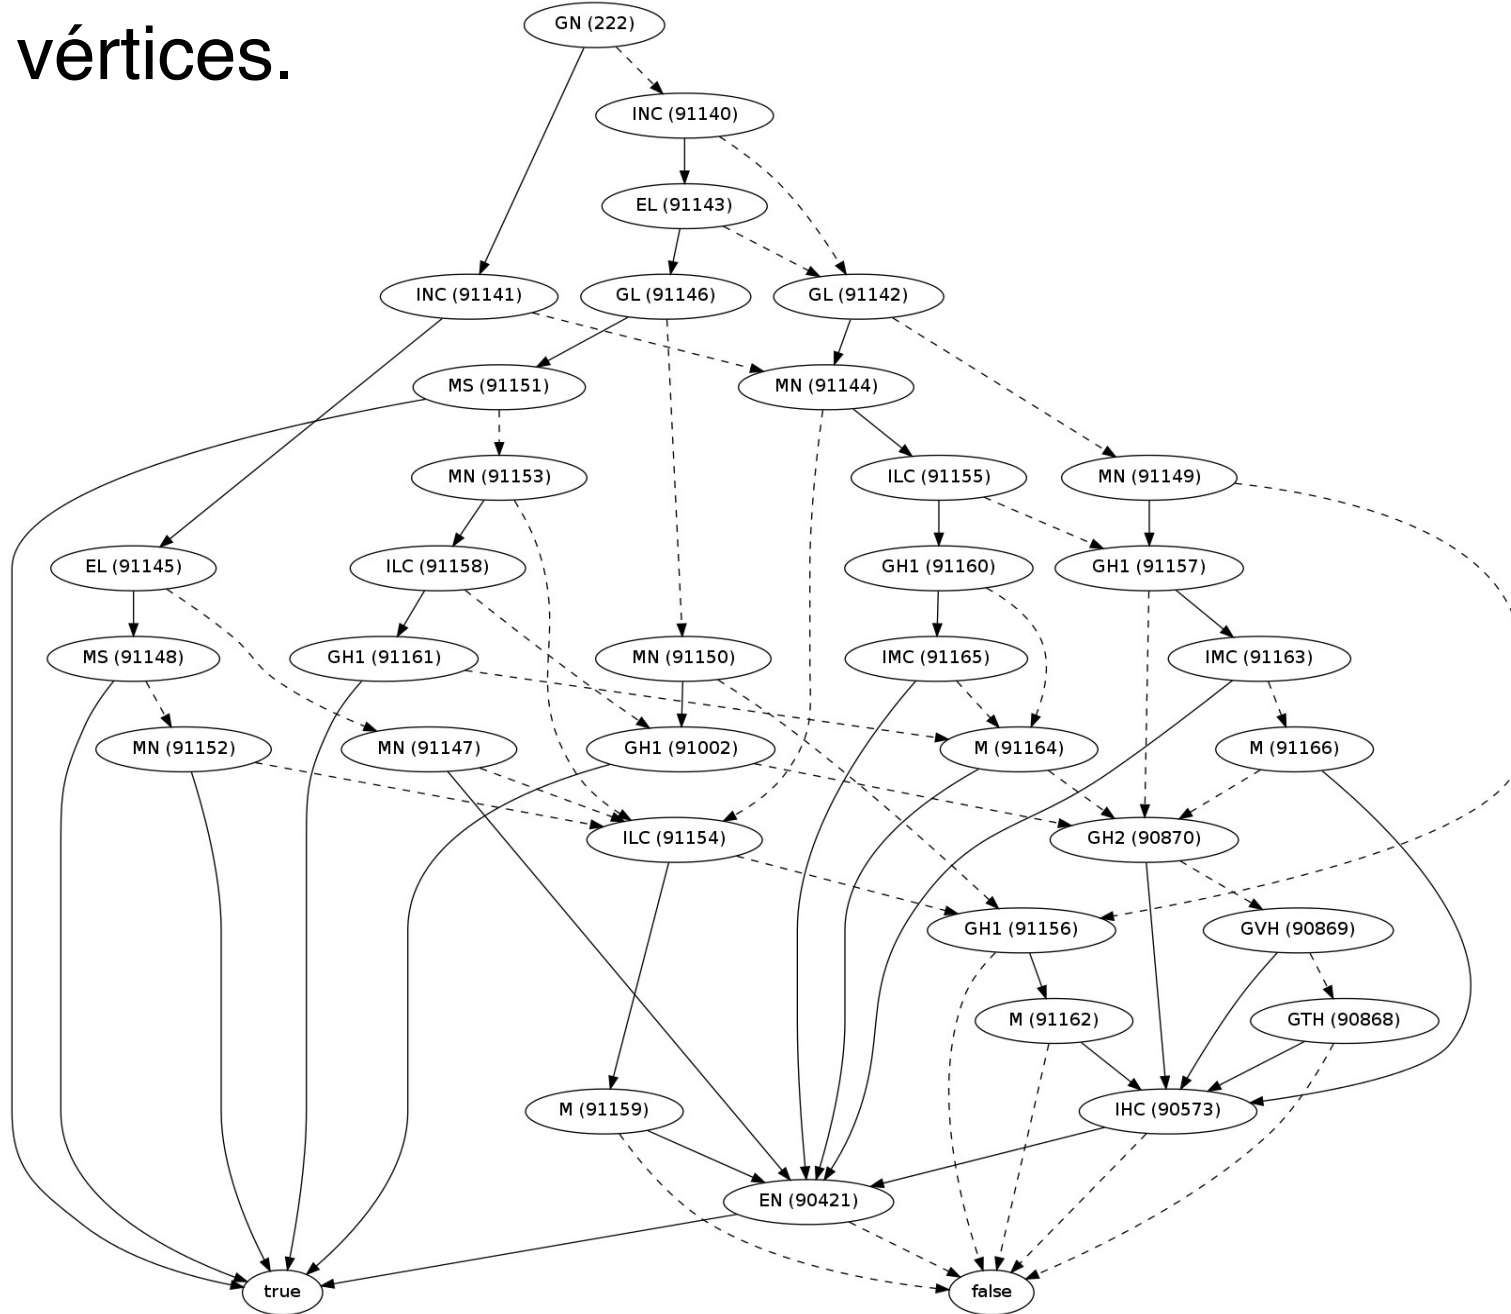 vértices.
GN (222)
INC (91140)
EL (91143)
INC (91141)
GL (91146)
GL (91142)
MS (91151)
MN (91144)
MN (91153)
ILC (91155)
MN (91149)
EL (91145)
ILC (91158)
GH1 (91160)
GH1 (91157)
MS (91148)
GH1 (91161)
MN (91150)
IMC (91165)
IMC (91163)
MN (91152)
MN (91147)
GH1 (91002)
M (91164)
M (91166)
ILC (91154)
GH2 (90870)
GH1 (91156)
GVH (90869)
M (91162)
GTH (90868)
M (91159)
IHC (90573)
EN (90421)
true
false